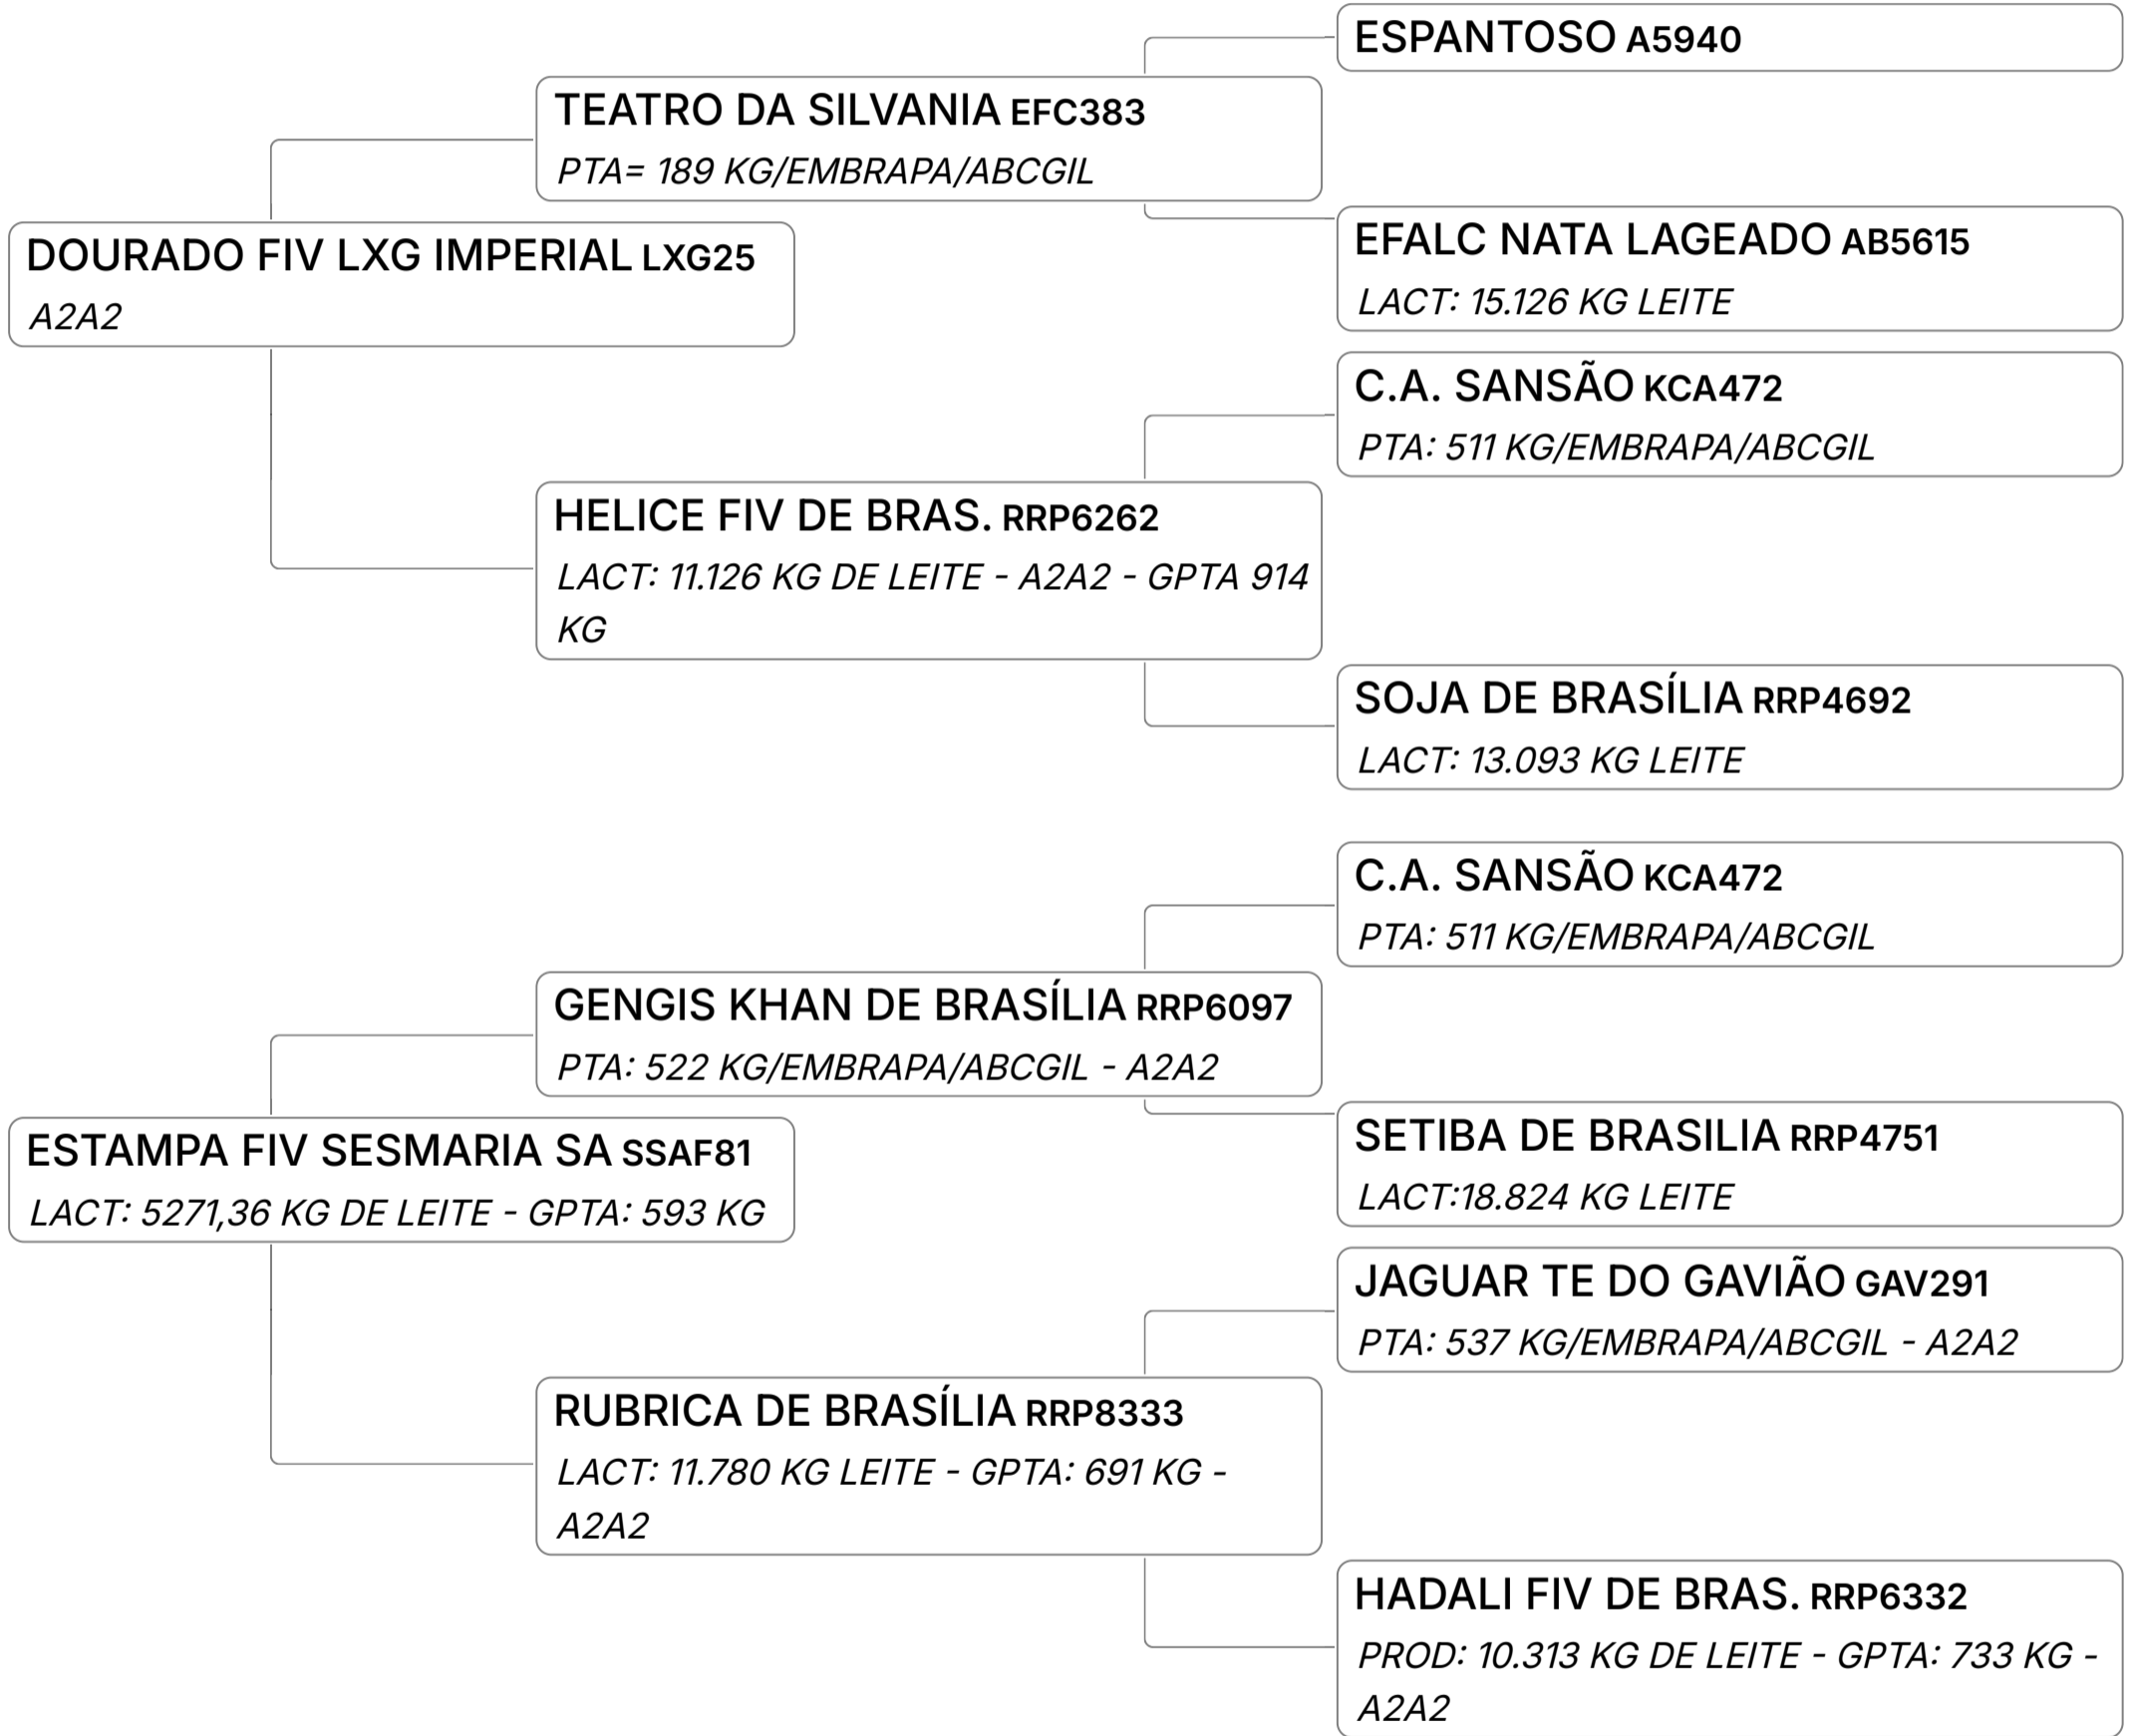 ESPANTOSO A5940
TEATRO DA SILVANIA EFC383
PTA= 189 KG/EMBRAPA/ABCGIL
EFALC NATA LAGEADO AB5615
LACT: 15.126 KG LEITE
DOURADO FIV LXG IMPERIAL LXG25
A2A2
C.A. SANSÃO KCA472
PTA: 511 KG/EMBRAPA/ABCGIL
HELICE FIV DE BRAS. RRP6262
LACT: 11.126 KG DE LEITE - A2A2 - GPTA 914
KG
SOJA DE BRASÍLIA RRP4692
LACT: 13.093 KG LEITE
C.A. SANSÃO KCA472
PTA: 511 KG/EMBRAPA/ABCGIL
GENGIS KHAN DE BRASÍLIA RRP6097
PTA: 522 KG/EMBRAPA/ABCGIL - A2A2
SETIBA DE BRASILIA RRP4751
LACT:18.824 KG LEITE
ESTAMPA FIV SESMARIA SA SSAF81
LACT: 5271,36 KG DE LEITE - GPTA: 593 KG
JAGUAR TE DO GAVIÃO GAV291
PTA: 537 KG/EMBRAPA/ABCGIL - A2A2
RUBRICA DE BRASÍLIA RRP8333
LACT: 11.780 KG LEITE - GPTA: 691 KG -
A2A2
HADALI FIV DE BRAS. RRP6332
PROD: 10.313 KG DE LEITE - GPTA: 733 KG -
A2A2